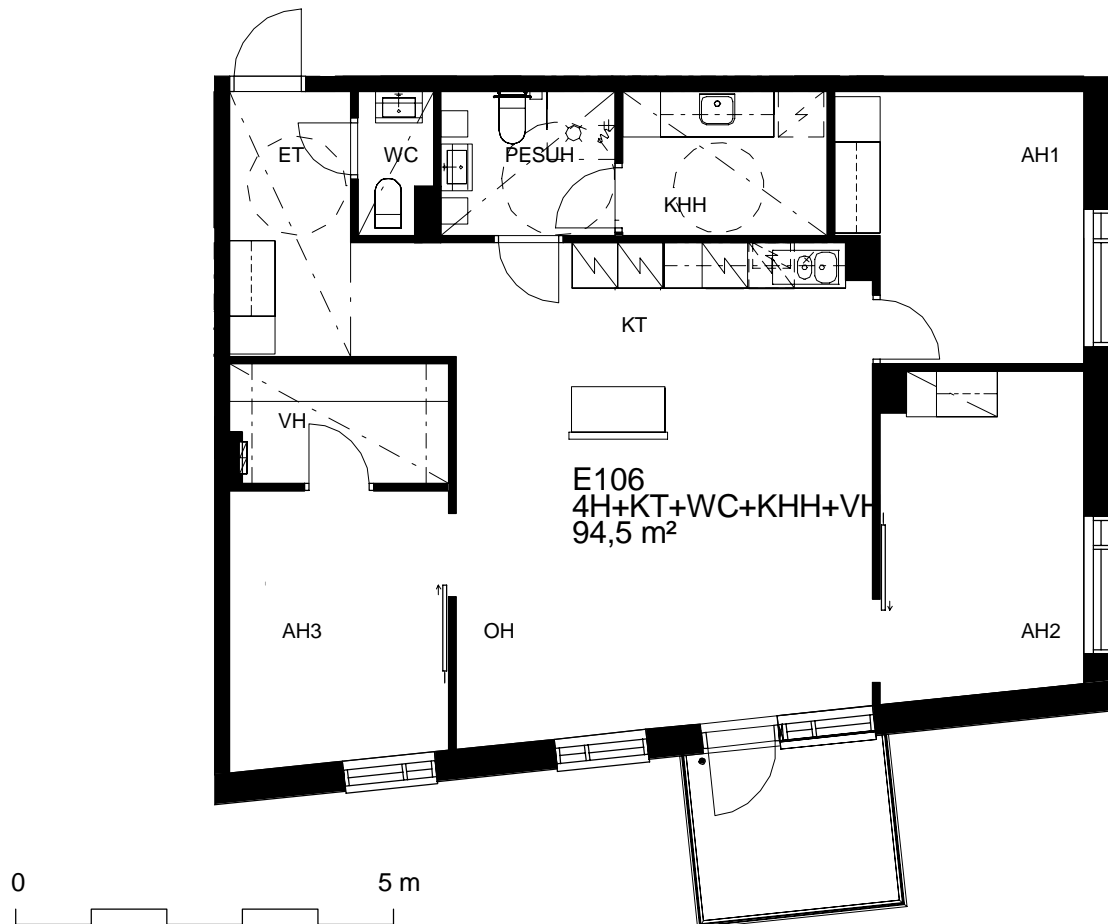 ET
WC
PESUH
KHH
AH1
KT
VH
E106
4H+KT+WC+KHH+VH
94,5 m²
AH3
OH
AH2
0
5 m